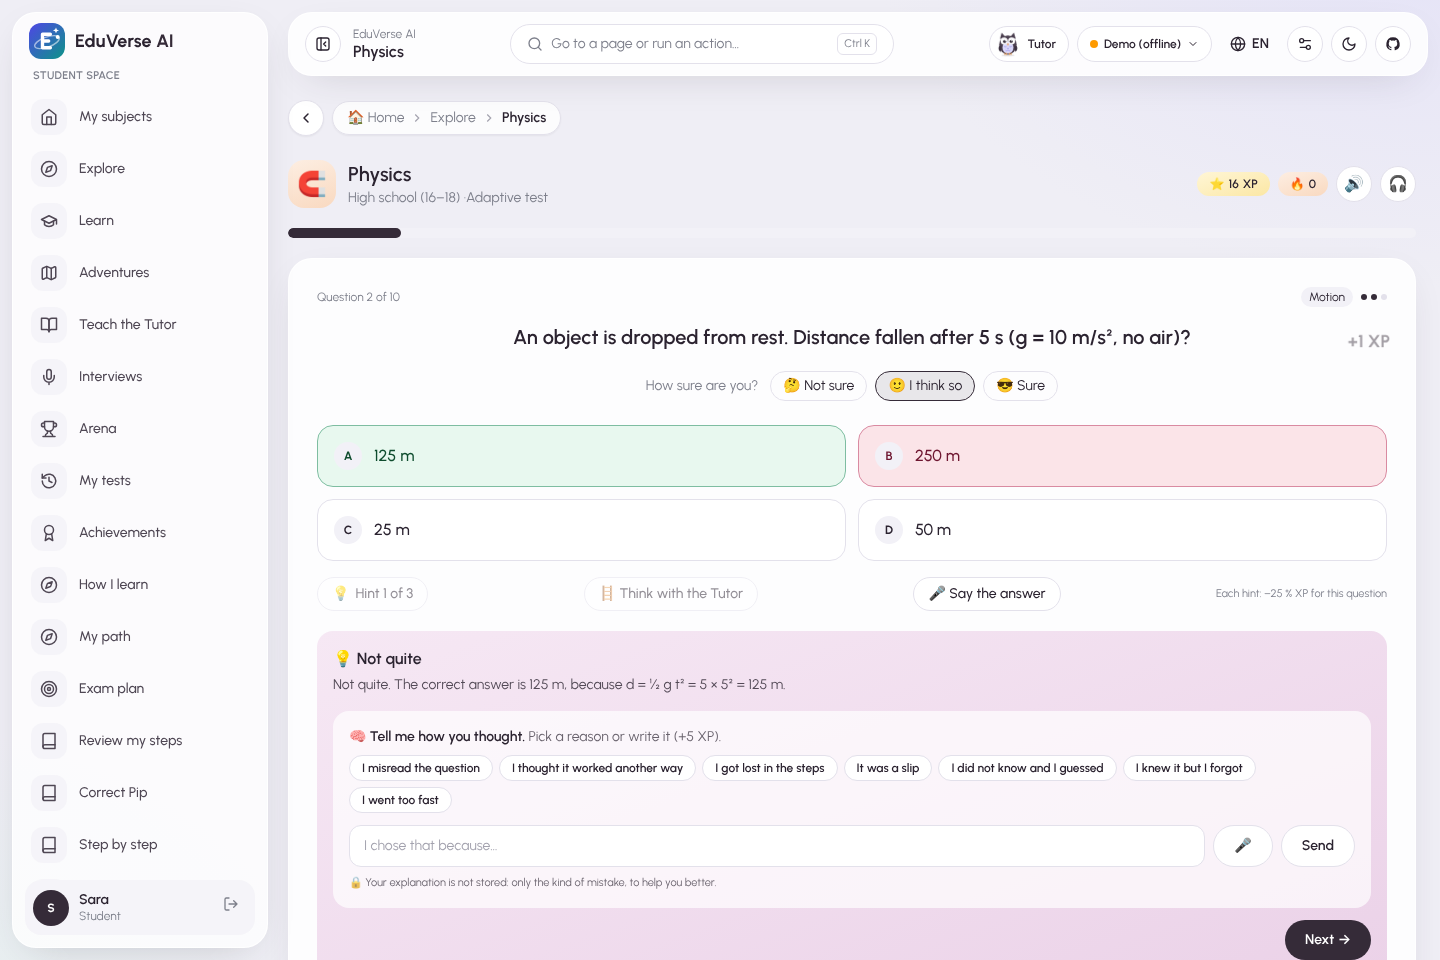 EduVerse AI
STUDENT SPACE
My subjects
Explore
Learn
Adventures
Teach the Tutor
Interviews
Arena
My tests
Achievements
How I learn
My path
Exam plan
Review my steps
Correct Pip
Step by step
S
Sara
Student
EduVerse AI
Physics
Go to a page or run an action...
Ctrl K
Tutor
Demo (offline)
EN
Home
Explore
Physics
Physics
High school (16–18) · Adaptive test
16 XP
0
Question 2 of 10
Motion
An object is dropped from rest. Distance fallen after 5 s (g = 10 m/s², no air)?
+1 XP
How sure are you?
Not sure
I think so
Sure
A 125 m
B 250 m
C 25 m
D 50 m
Hint 1 of 3
Think with the Tutor
Say the answer
Each hint: −25 % XP for this question
Not quite
Not quite. The correct answer is 125 m, because d = ½ g t² = 5 × 5² = 125 m.
Tell me how you thought. Pick a reason or write it (+5 XP).
I misread the question
I thought it worked another way
I got lost in the steps
It was a slip
I did not know and I guessed
I knew it but I forgot
I went too fast
I chose that because...
Send
Your explanation is not stored: only the kind of mistake, to help you better.
Next →